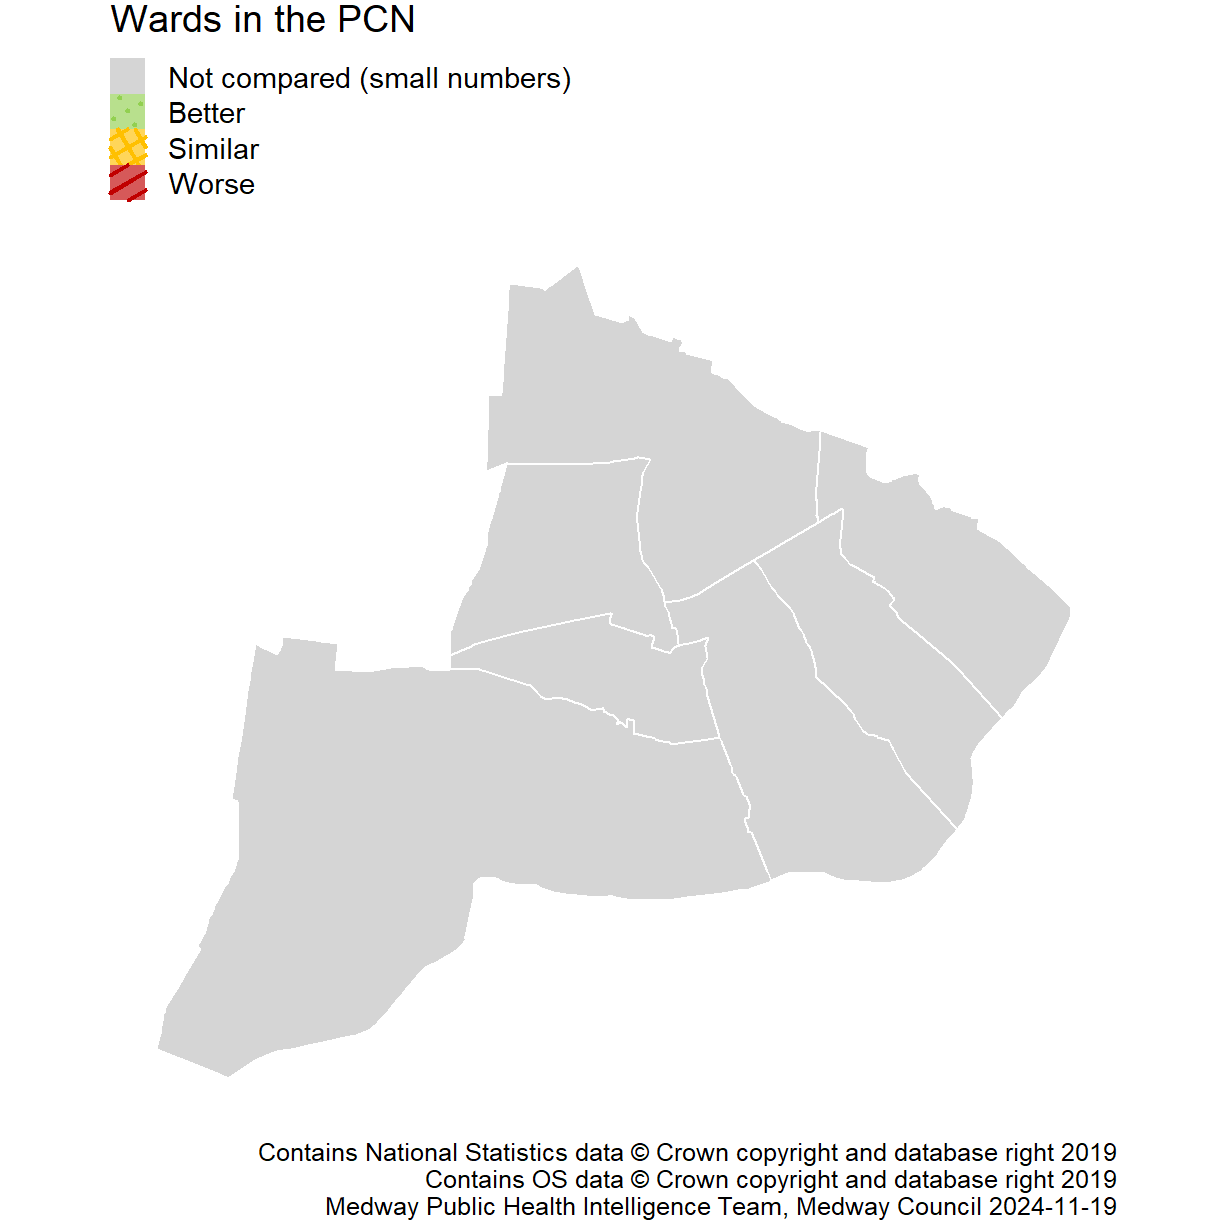 Wards in the PCN
Not compared (small numbers)
Better
Similar
Worse
Contains National Statistics data © Crown copyright and database right 2019
Contains OS data © Crown copyright and database right 2019
Medway Public Health Intelligence Team, Medway Council 2024-11-19